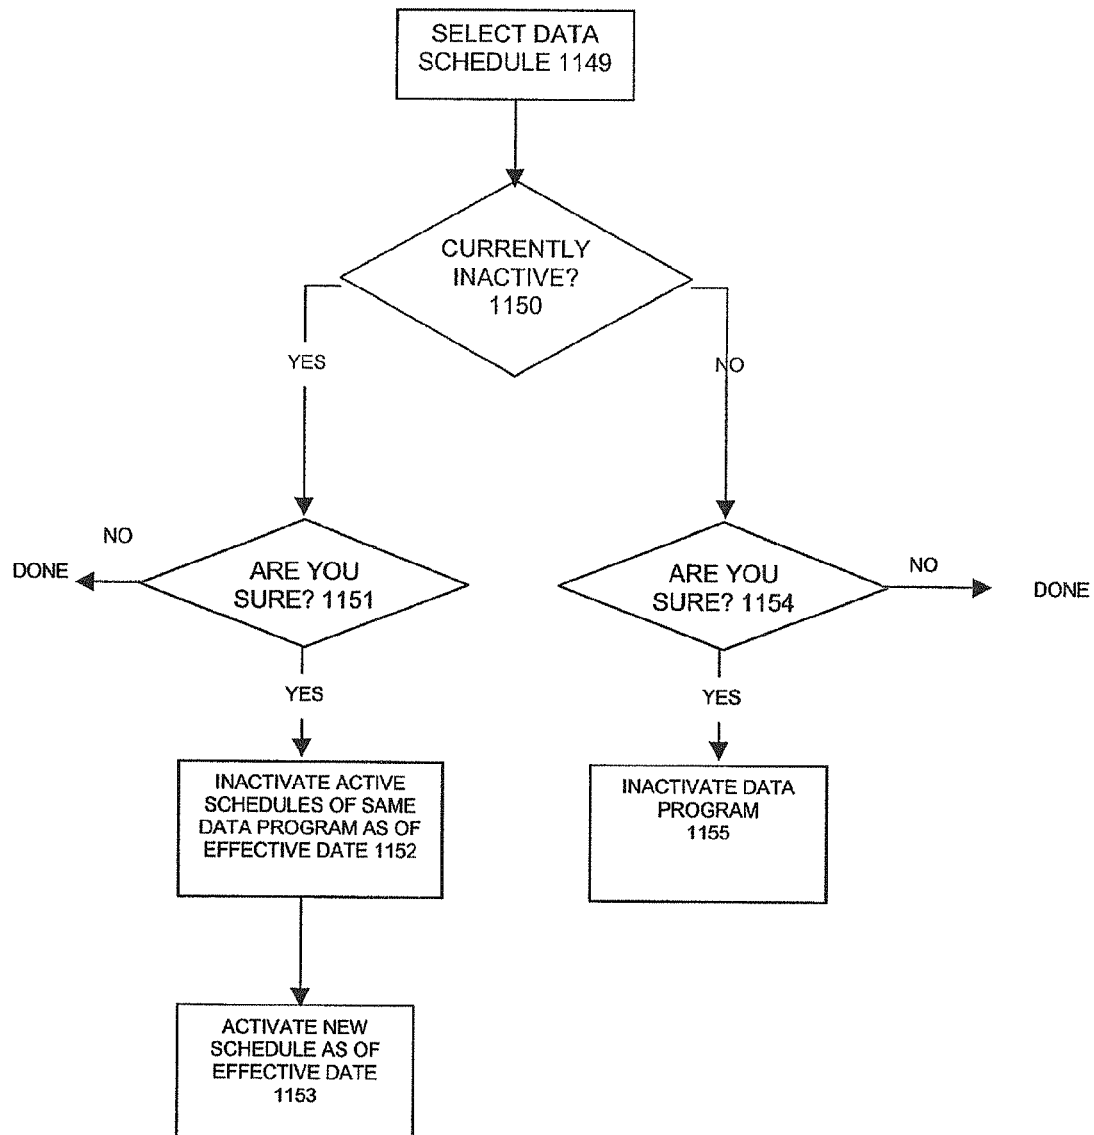 SELECT DATA
SCHEDULE 1149
CURRENTLY
INACTIVE?
1150
YES
NO
NO
DONE
ARE YOU
SURE? 1151
ARE YOU
SURE? 1154
NO
DONE
YES
YES
INACTIVATE ACTIVE
SCHEDULES OF SAME
DATA PROGRAM AS OF
EFFECTIVE DATE 1152
INACTIVATE DATA
PROGRAM
1155
ACTIVATE NEW
SCHEDULE AS OF
EFFECTIVE DATE
1153